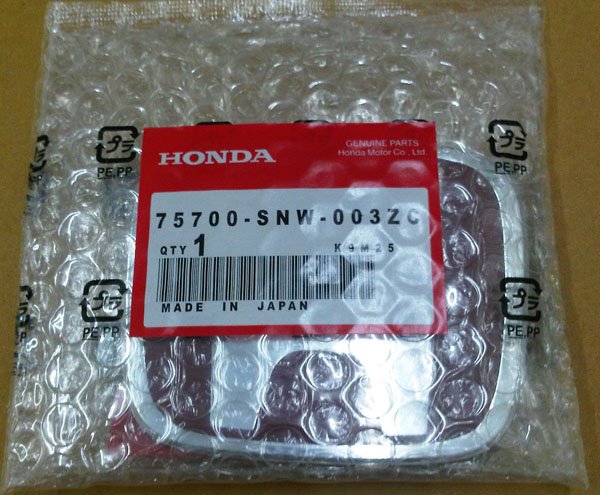 HONDA
GENUINE PARTS
Honda Motor Co., Ltd.
75700-SNW-003ZC
QTY 1
K9M25
MADE IN JAPAN
プラ
PE.PP
プラ
PE.PP
プラ
PE.PP
プラ
PE.PP